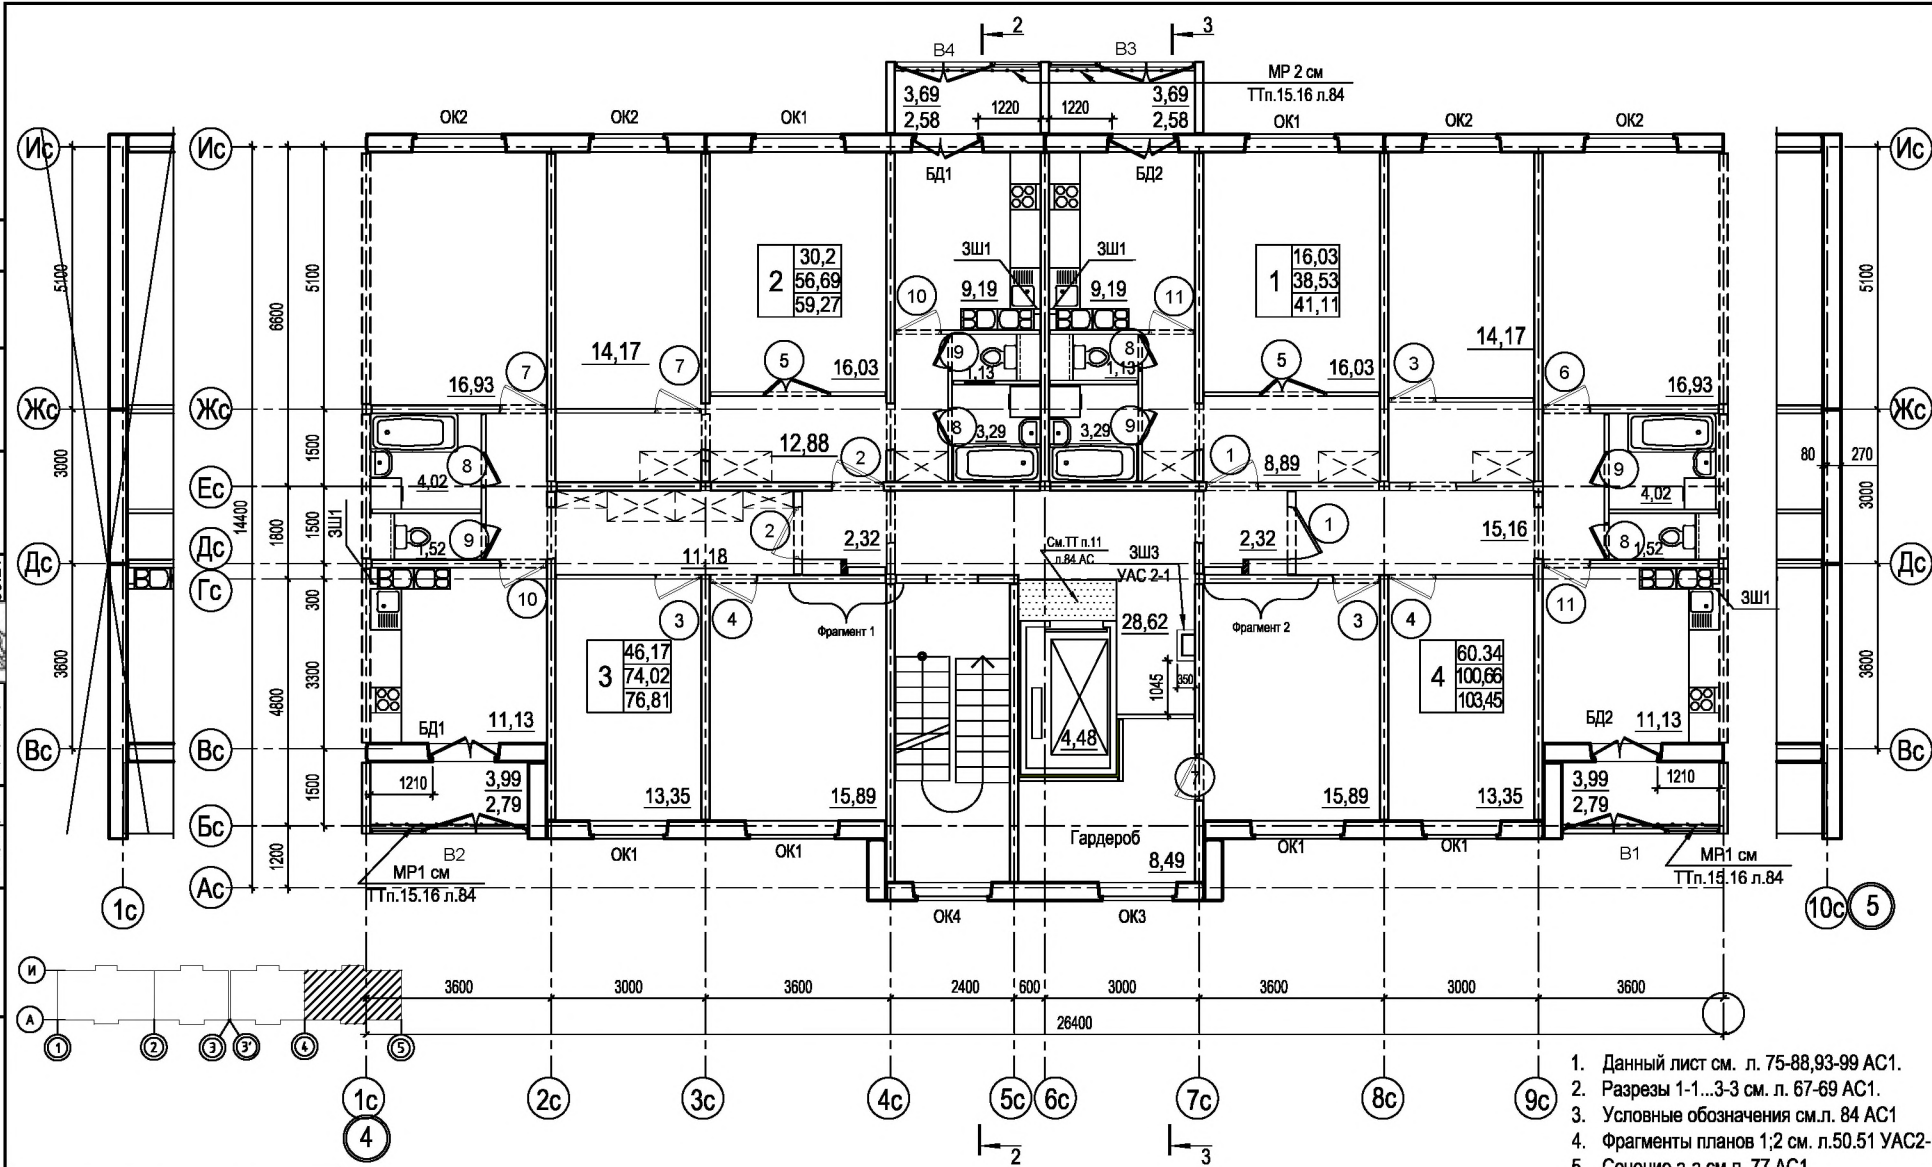 2
3
В4
В3
МР 2 см
ТТп.15.16 л.84
3,69
2,58
1220
1220
3,69
2,58
ОК2
ОК2
ОК1
ОК1
ОК2
ОК2
Ис
Ис
Ис
БД1
БД2
5100
6600
5100
5100
2
30,2
56,69
59,27
ЗШ1
ЗШ1
1
16,03
38,53
41,11
10
9,19
9,19
11
14,17
14,17
9
8
7
7
5
16,03
1,13
1,13
5
16,03
3
6
16,93
16,93
Жс
Жс
Жс
3000
1500
12,88
2
8
3,29
3,29
9
1
8,89
8
4,02
9
4,02
80
270
3000
Ес
14400
1800
1500
ЗШ1
Дс
Дс
Дс
Гс
9
1,52
2
11,18
2,32
См.ТТ п.11
л.84 АС
ЗШ3
УАС 2-1
2,32
1
15,16
8
1,52
10
3
4
Фрагмент 1
28,62
Фрагмент 2
3
4
11
ЗШ1
300
3300
4800
3600
3600
3
46,17
74,02
76,81
1045
350
4
60.34
100,66
103,45
Вс
Вс
Вс
БД1
11,13
4,48
БД2
11,13
7
1500
1210
3,99
2,79
13,35
15,89
15,89
13,35
3,99
2,79
1210
Бс
Гардероб
8,49
1200
В2
ОК1
ОК1
ОК1
ОК1
В1
МР1 см
ТТп.15.16 л.84
МР1 см
ТТп.15.16 л.84
Ас
1с
ОК4
ОК3
10с
5
И
А
1
2
3
3'
4
5
3600
3000
3600
2400
600
3000
3600
3000
3600
26400
1с
2с
3с
4с
5с
6с
7с
8с
9с
4
2
3
1. Данный лист см. л. 75-88,93-99 АС1.
2. Разрезы 1-1...3-3 см. л. 67-69 АС1.
3. Условные обозначения см.л. 84 АС1
4. Фрагменты планов 1;2 см. л.50.51 УАС2-